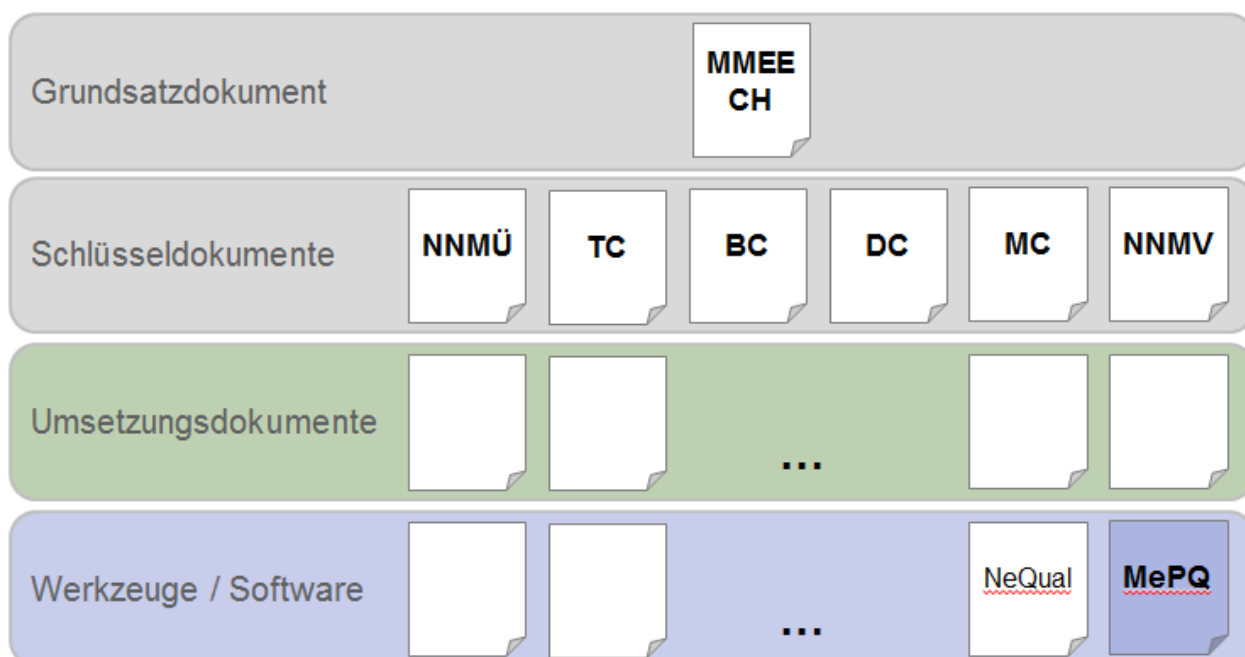 Grundsatzdokument
MMEE
CH
Schlüsseldokumente
NNMÜ
TC
BC
DC
MC
NNMV
Umsetzungsdokumente
...
Werkzeuge / Software
...
NeQual
MePQ